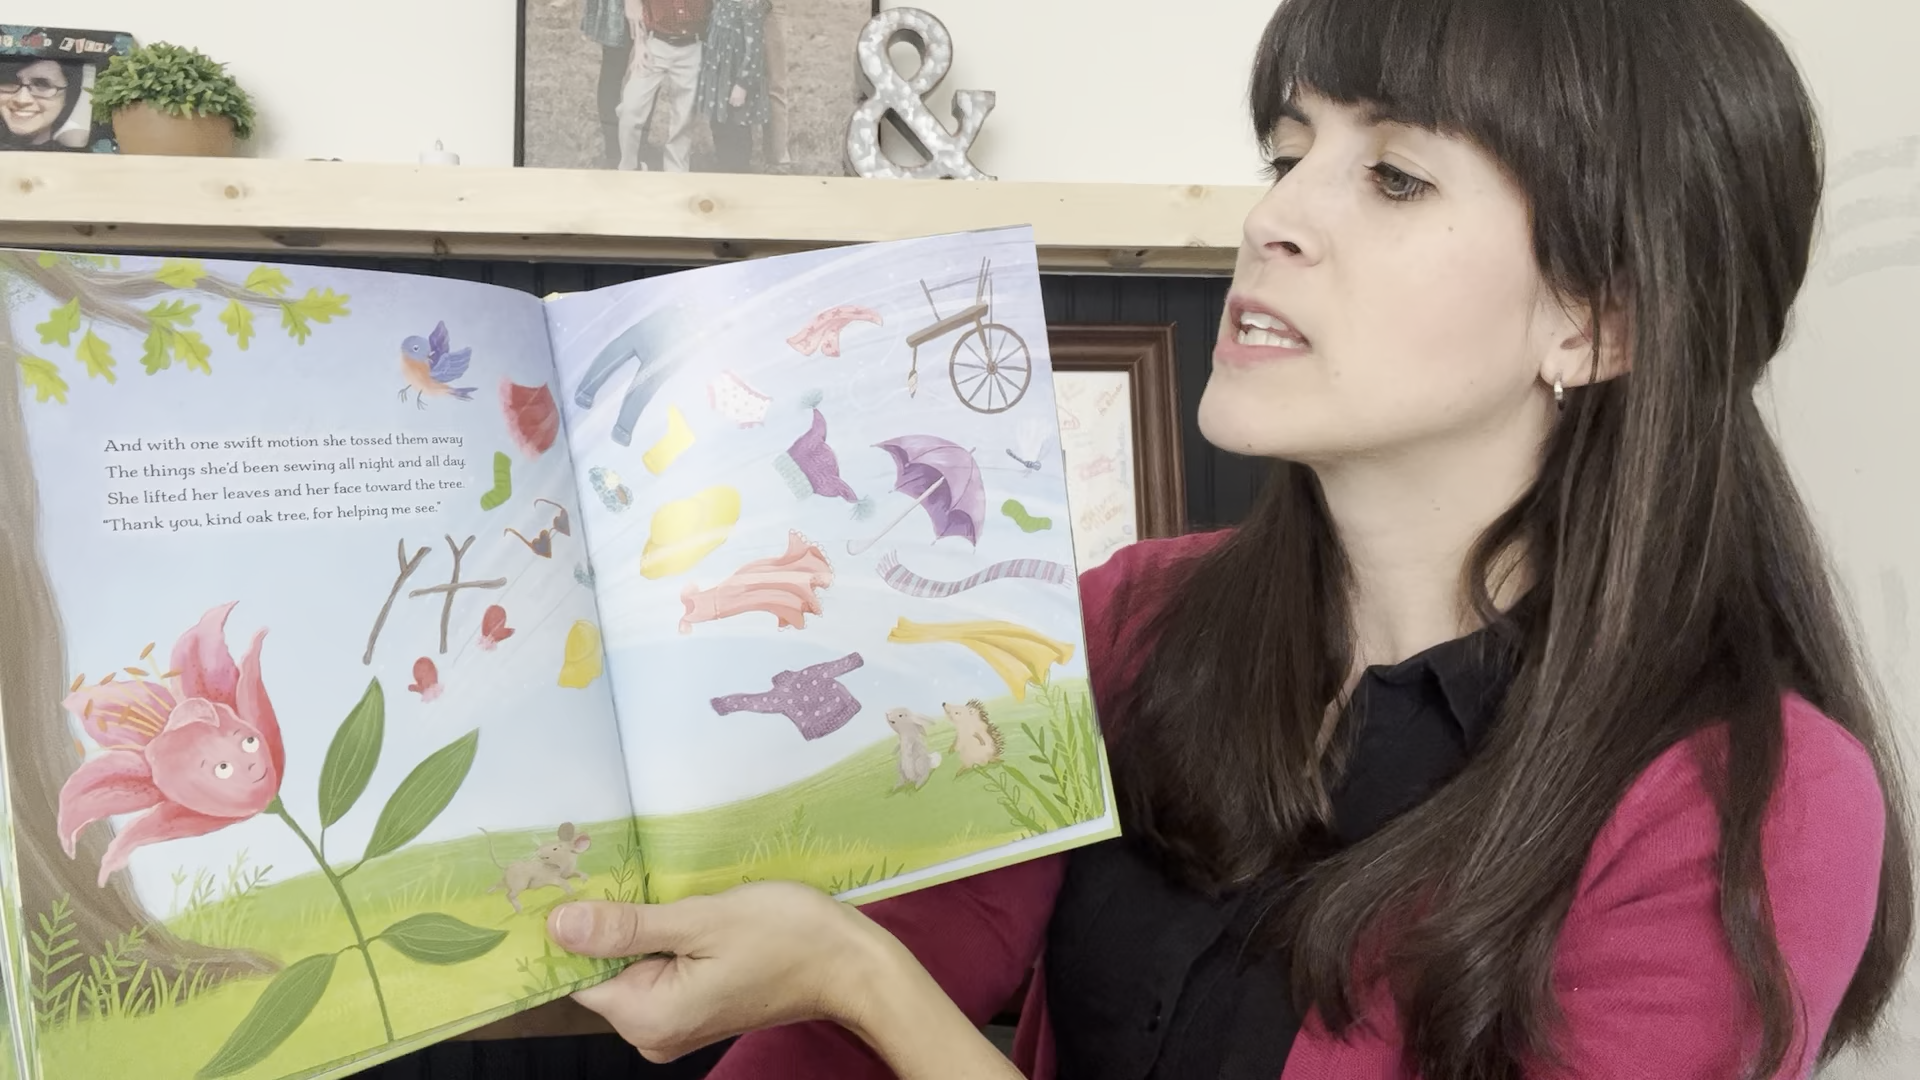 &
And with one swift motion she tossed them away
The things she'd been sewing all night and all day.
She lifted her leaves and her face toward the tree.
"Thank you, kind oak tree, for helping me see."